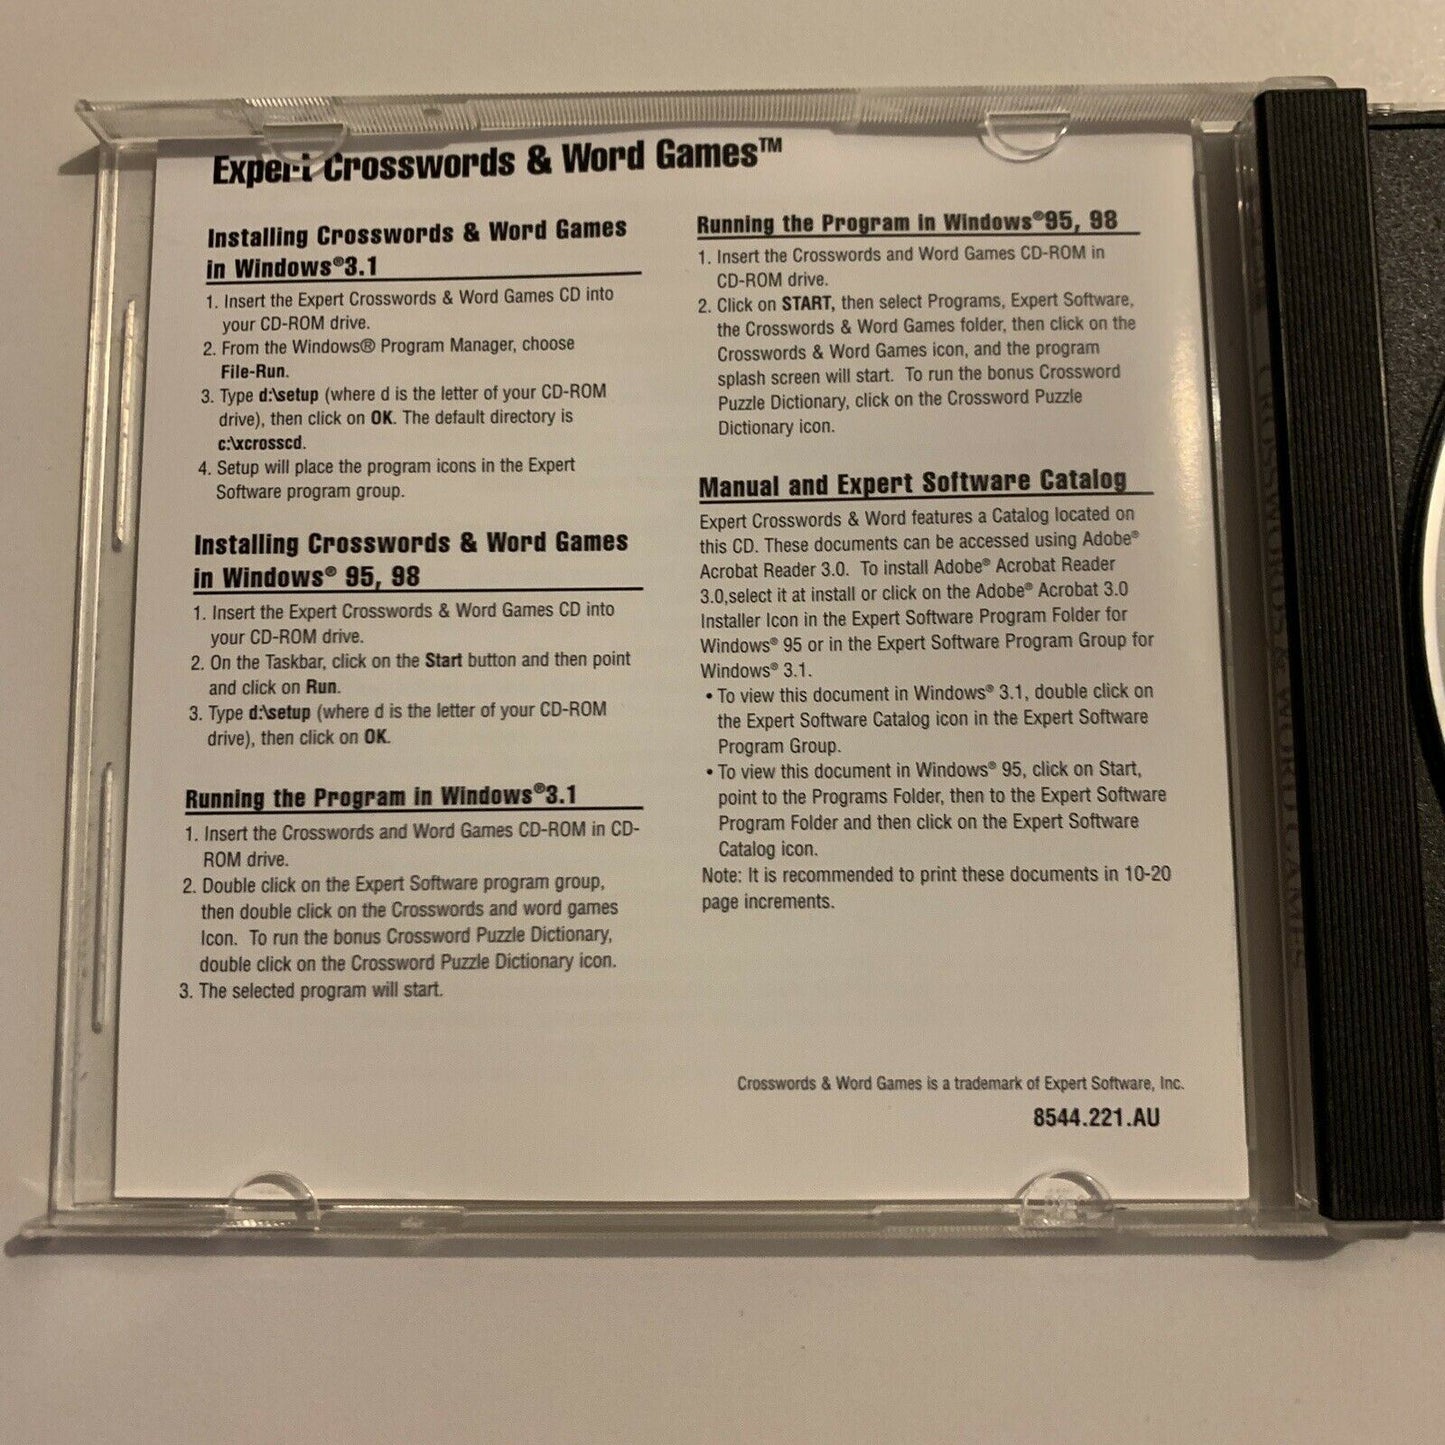 Expert Crosswords & Word Games™
Installing Crosswords & Word Games
in Windows®3.1
1. Insert the Expert Crosswords & Word Games CD into
your CD-ROM drive.
2. From the Windows® Program Manager, choose
File-Run.
3. Type d:\setup (where d is the letter of your CD-ROM
drive), then click on OK. The default directory is
c:\xcrosscd.
4. Setup will place the program icons in the Expert
Software program group.
Installing Crosswords & Word Games
in Windows® 95, 98
1. Insert the Expert Crosswords & Word Games CD into
your CD-ROM drive.
2. On the Taskbar, click on the Start button and then point
and click on Run.
3. Type d:\setup (where d is the letter of your CD-ROM
drive), then click on OK.
Running the Program in Windows®3.1
1. Insert the Crosswords and Word Games CD-ROM in CD-
ROM drive.
2. Double click on the Expert Software program group,
then double click on the Crosswords and word games
Icon. To run the bonus Crossword Puzzle Dictionary,
double click on the Crossword Puzzle Dictionary icon.
3. The selected program will start.
Running the Program in Windows®95, 98
1. Insert the Crosswords and Word Games CD-ROM in
CD-ROM drive.
2. Click on START, then select Programs, Expert Software,
the Crosswords & Word Games folder, then click on the
Crosswords & Word Games icon, and the program
splash screen will start. To run the bonus Crossword
Puzzle Dictionary, click on the Crossword Puzzle
Dictionary icon.
Manual and Expert Software Catalog
Expert Crosswords & Word features a Catalog located on
this CD. These documents can be accessed using Adobe®
Acrobat Reader 3.0. To install Adobe® Acrobat Reader
3.0,select it at install or click on the Adobe® Acrobat 3.0
Installer Icon in the Expert Software Program Folder for
Windows® 95 or in the Expert Software Program Group for
Windows® 3.1.
• To view this document in Windows® 3.1, double click on
the Expert Software Catalog icon in the Expert Software
Program Group.
• To view this document in Windows® 95, click on Start,
point to the Programs Folder, then to the Expert Software
Program Folder and then click on the Expert Software
Catalog icon.
Note: It is recommended to print these documents in 10-20
page increments.
Crosswords & Word Games is a trademark of Expert Software, Inc.
8544.221.AU
CROSSWORDS & WORD GAMES